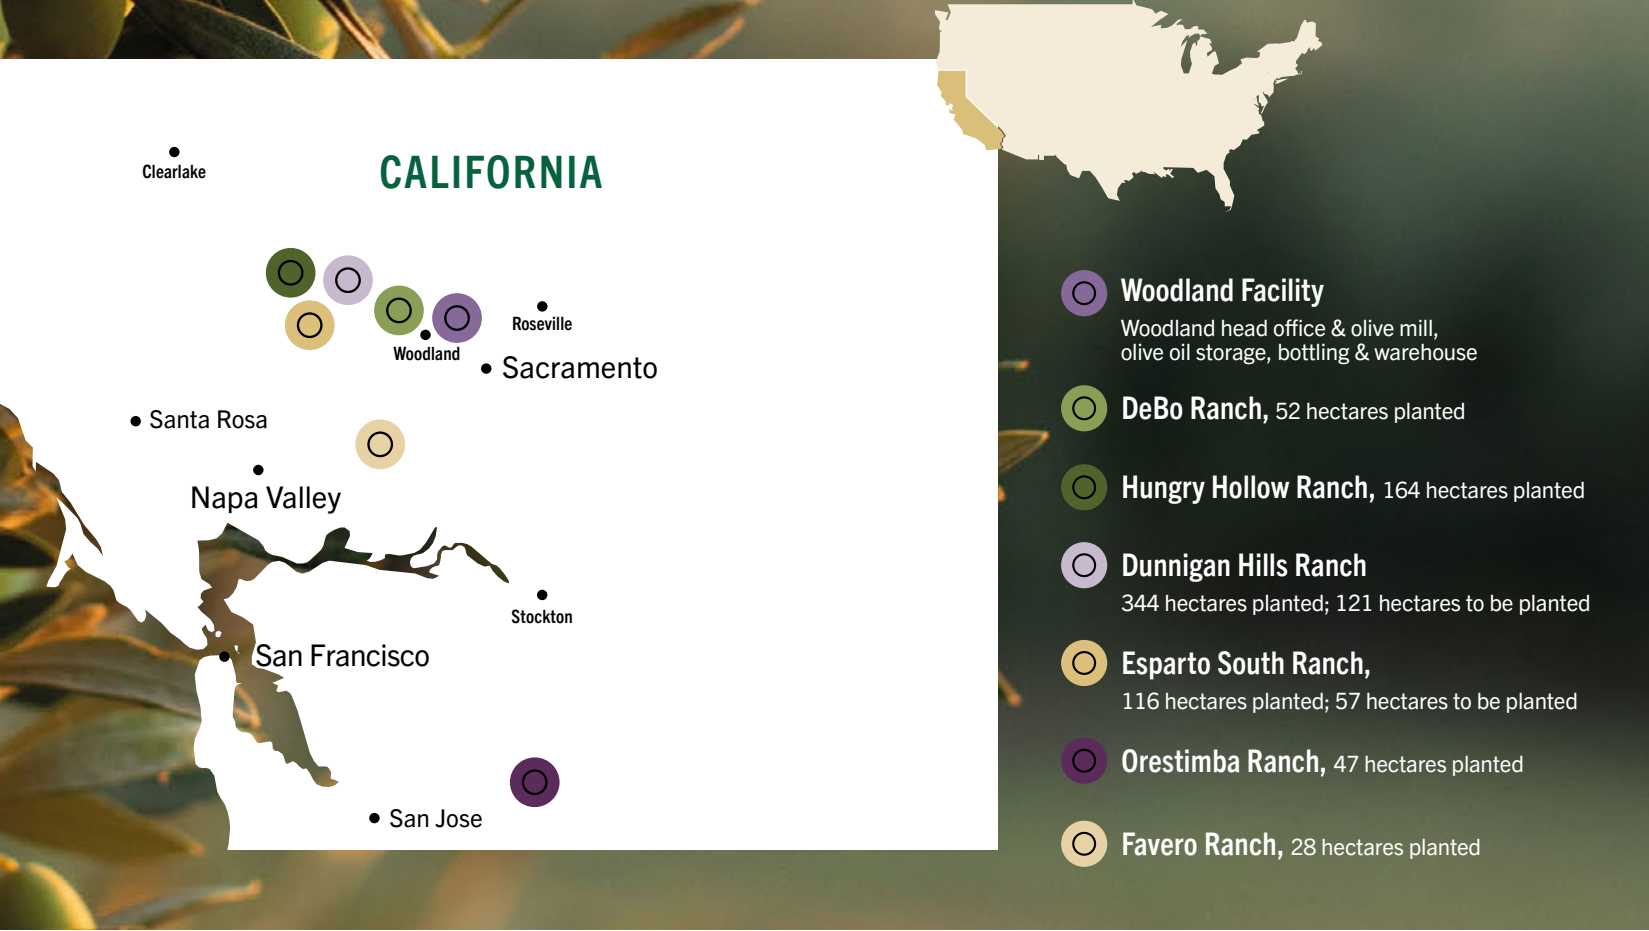 CALIFORNIA
Clearlake
Roseville
Woodland
Sacramento
Santa Rosa
Napa Valley
Stockton
San Francisco
San Jose
Woodland Facility
Woodland head office & olive mill,
olive oil storage, bottling & warehouse
DeBo Ranch, 52 hectares planted
Hungry Hollow Ranch, 164 hectares planted
Dunnigan Hills Ranch
344 hectares planted; 121 hectares to be planted
Esparto South Ranch,
116 hectares planted; 57 hectares to be planted
Orestimba Ranch, 47 hectares planted
Favero Ranch, 28 hectares planted